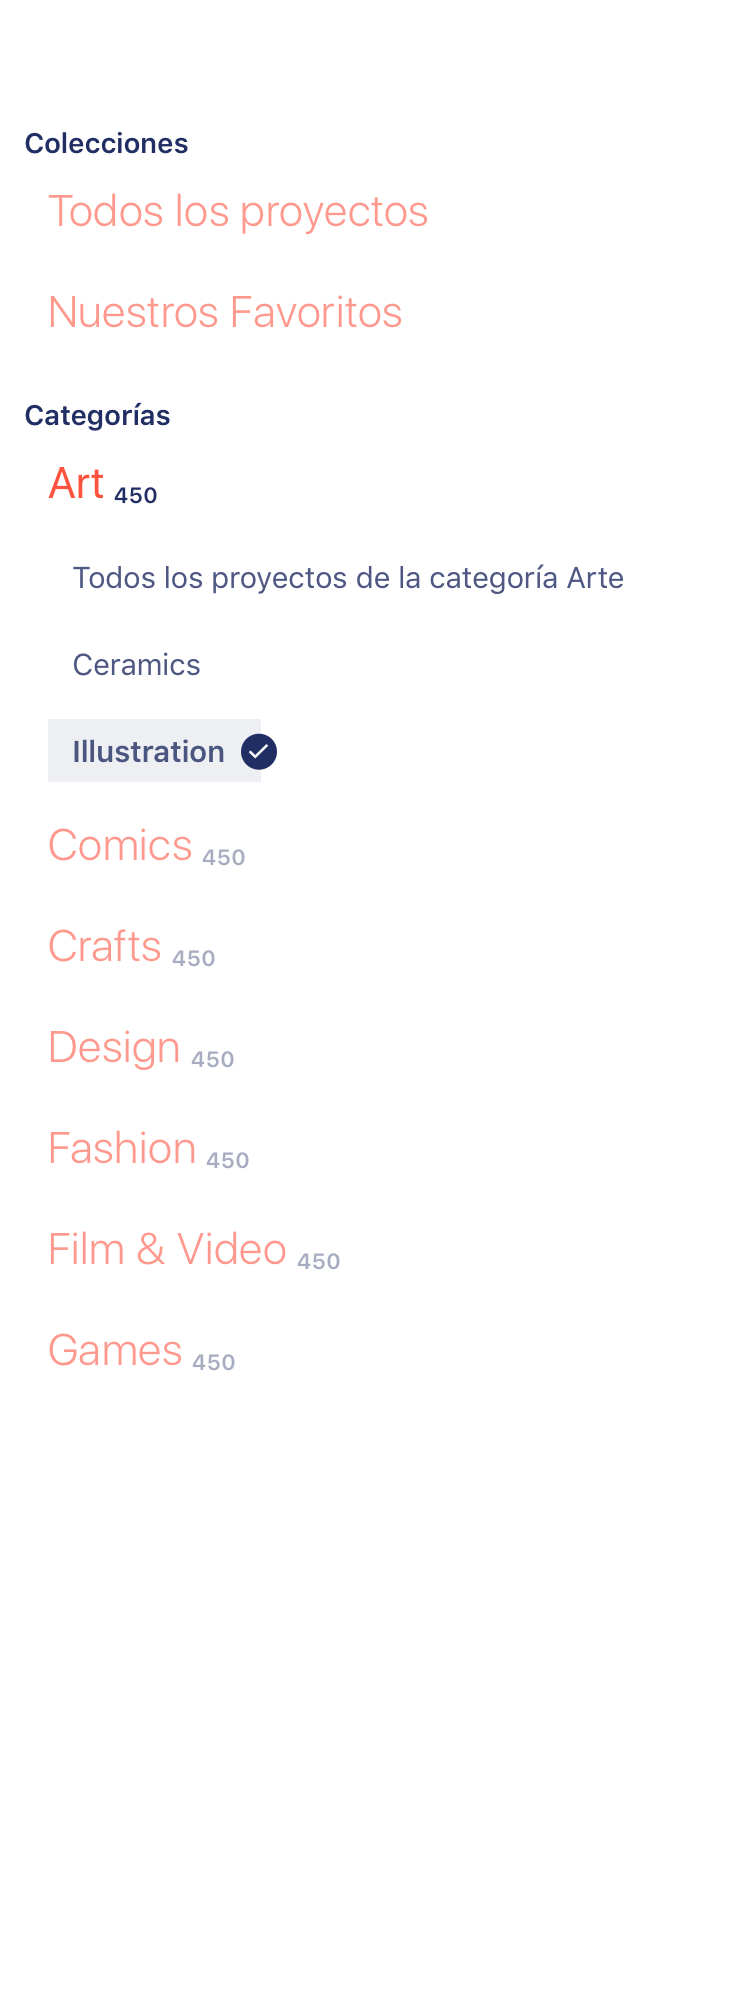 Colecciones
Todos los proyectos
Nuestros Favoritos
Categorías
Art 450
Todos los proyectos de la categoría Arte
Ceramics
Illustration
Comics 450
Crafts 450
Design 450
Fashion 450
Film & Video 450
Games 450